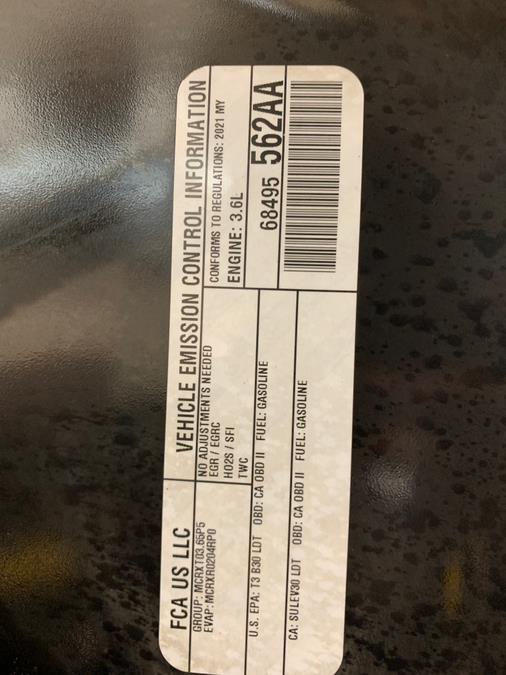 FCA US LLC
VEHICLE EMISSION CONTROL INFORMATION
GROUP: MCRXT03.65P5
EVAP: MCRXR0204RP0
NO ADJUSTMENTS NEEDED
EGR / EGRC
HO2S / SFI
TWC
CONFORMS TO REGULATIONS: 2021 MY
ENGINE: 3.6L
U.S. EPA: T3 B30 LDT OBD: CA OBD II FUEL: GASOLINE
CA: SULEV30 LDT OBD: CA OBD II FUEL: GASOLINE
68495 562AA